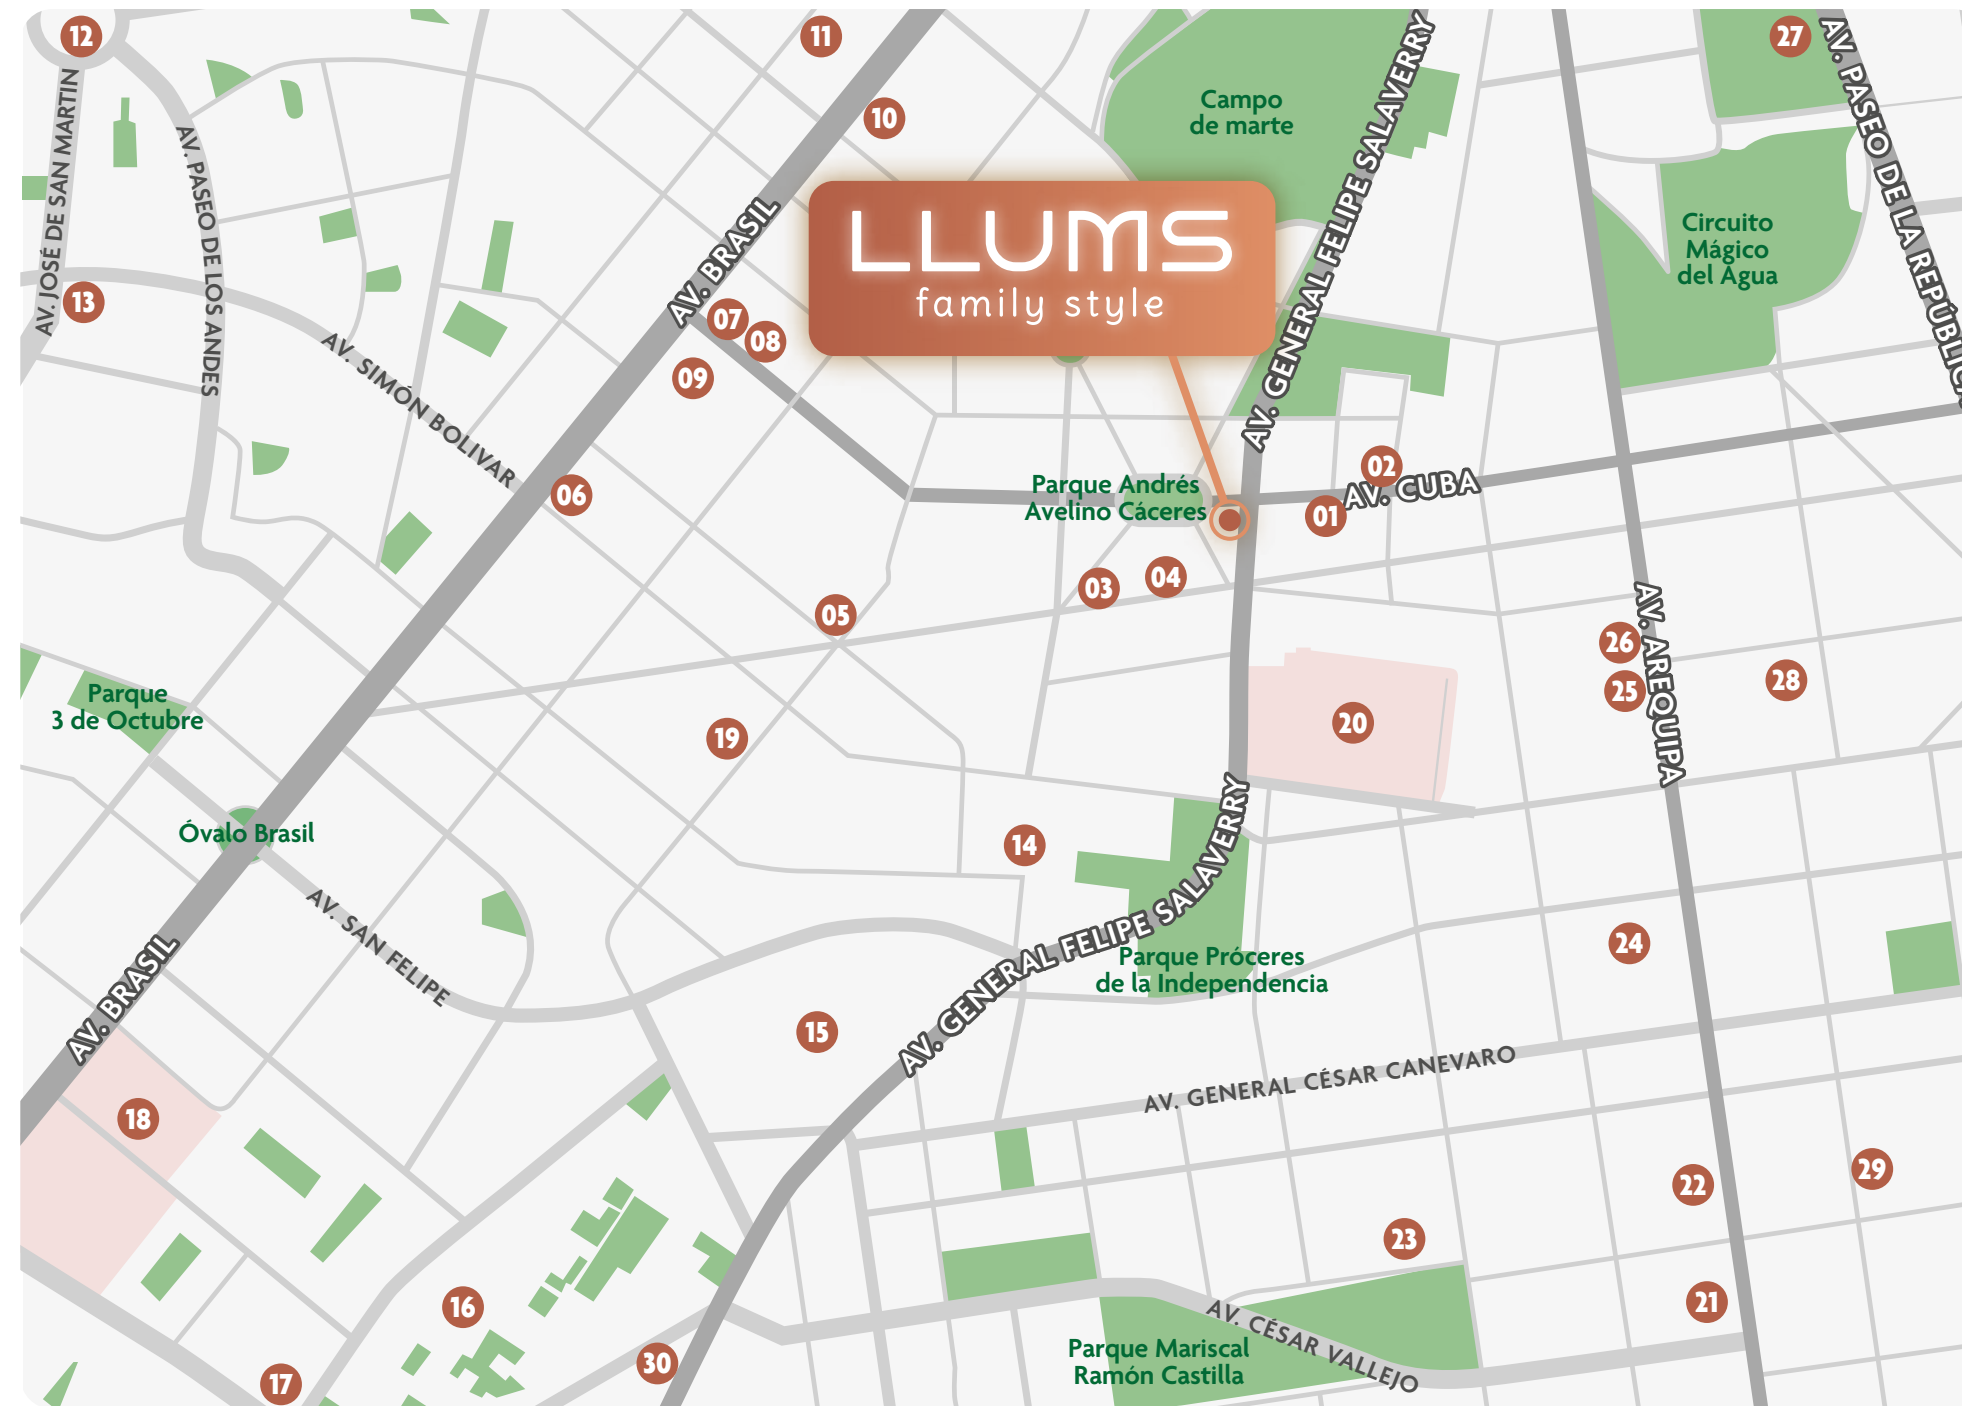 12
11
27
AV. PASEO DE LA REPÚBLICA
10
Campo
de marte
AV. JOSÉ DE SAN MARTIN
AV. PASEO DE LOS ANDES
AV. GENERAL FELIPE SALAVERRY
AV. BRASIL
LLUMS
family style
Circuito
Mágico
del Agua
13
07
08
09
AV. SIMÓN BOLIVAR
02
AV. CUBA
01
Parque Andrés
Avelino Cáceres
06
03
04
05
26
25
AV. AREQUIPA
28
Parque
3 de Octubre
19
20
Óvalo Brasil
14
AV. SAN FELIPE
AV. GENERAL FELIPE SALAVERRY
Parque Próceres
de la Independencia
24
AV. BRASIL
15
AV. GENERAL CÉSAR CANEVARO
18
22
29
23
16
21
AV. CÉSAR VALLEJO
Parque Mariscal
Ramón Castilla
30
17